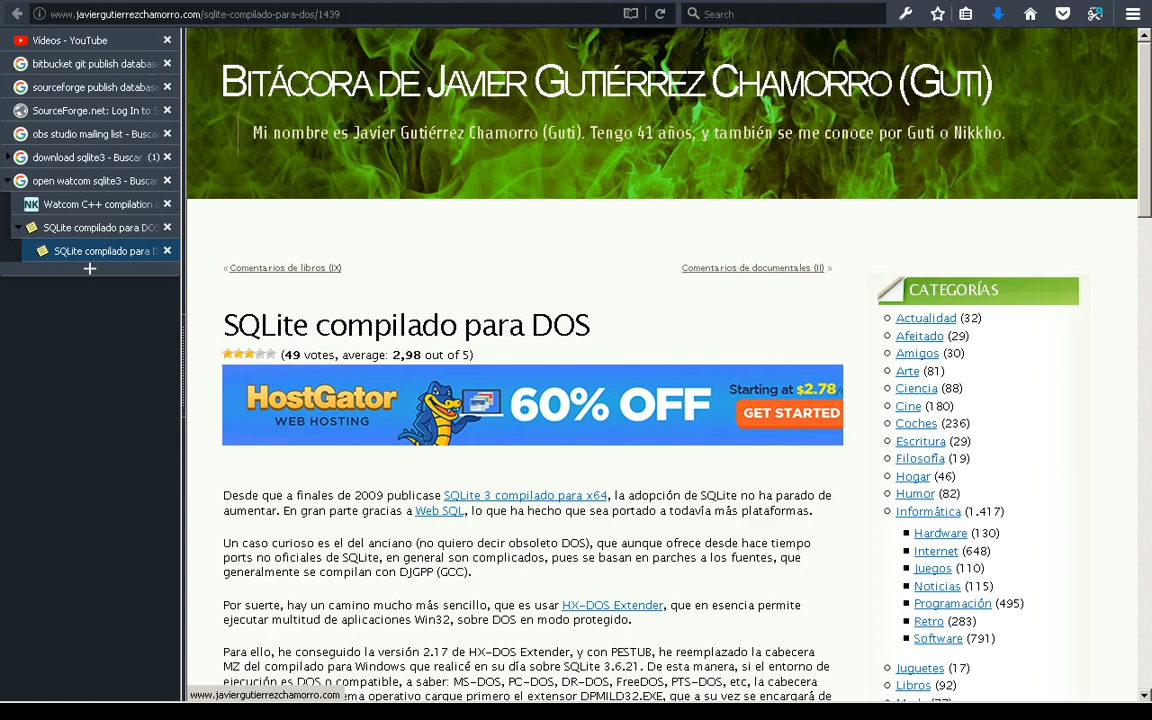 www.javiergutierrezchamorro.com/sqlite-compilado-para-dos/1439
Search
Vídeos - YouTube
bitbucket git publish databas
sourceforge publish databas
SourceForge.net: Log In to S
obs studio mailing list - Busca
download sqlite3 - Buscar (1)
open watcom sqlite3 - Buscar
Watcom C++ compilation
SQLite compilado para DO
SQLite compilado para D
BITÁCORA DE JAVIER GUTIÉRREZ CHAMORRO (GUTI)
Mi nombre es Javier Gutiérrez Chamorro (Guti). Tengo 41 años, y también se me conoce por Guti o Nikkho.
« Comentarios de libros (IX)
Comentarios de documentales (II) »
SQLite compilado para DOS
(49 votes, average: 2,98 out of 5)
HostGator
WEB HOSTING
60% OFF
Starting at $2.78
GET STARTED
Desde que a finales de 2009 publicase SQLite 3 compilado para x64, la adopción de SQLite no ha parado de
aumentar. En gran parte gracias a Web SQL, lo que ha hecho que sea portado a todavía más plataformas.
Un caso curioso es el del anciano (no quiero decir obsoleto DOS), que aunque ofrece desde hace tiempo
ports no oficiales de SQLite, en general son complicados, pues se basan en parches a los fuentes, que
generalmente se compilan con DJGPP (GCC).
Por suerte, hay un camino mucho más sencillo, que es usar HX-DOS Extender, que en esencia permite
ejecutar multitud de aplicaciones Win32, sobre DOS en modo protegido.
Para ello, he conseguido la versión 2.17 de HX-DOS Extender, y con PESTUB, he reemplazado la cabecera
MZ del compilado para Windows que realicé en su día sobre SQLite 3.6.21. De esta manera, si el entorno de
ejecución es DOS o compatible, a saber: MS-DOS, PC-DOS, DR-DOS, FreeDOS, PTS-DOS, etc, la cabecera
ema operativo cargue primero el extensor DPMILD32.EXE, que a su vez se encargará de
www.javiergutierrezchamorro.com
CATEGORÍAS
Actualidad (32)
Afeitado (29)
Amigos (30)
Arte (81)
Ciencia (88)
Cine (180)
Coches (236)
Escritura (29)
Filosofía (19)
Hogar (46)
Humor (82)
Informática (1.417)
Hardware (130)
Internet (648)
Juegos (110)
Noticias (115)
Programación (495)
Retro (283)
Software (791)
Juguetes (17)
Libros (92)